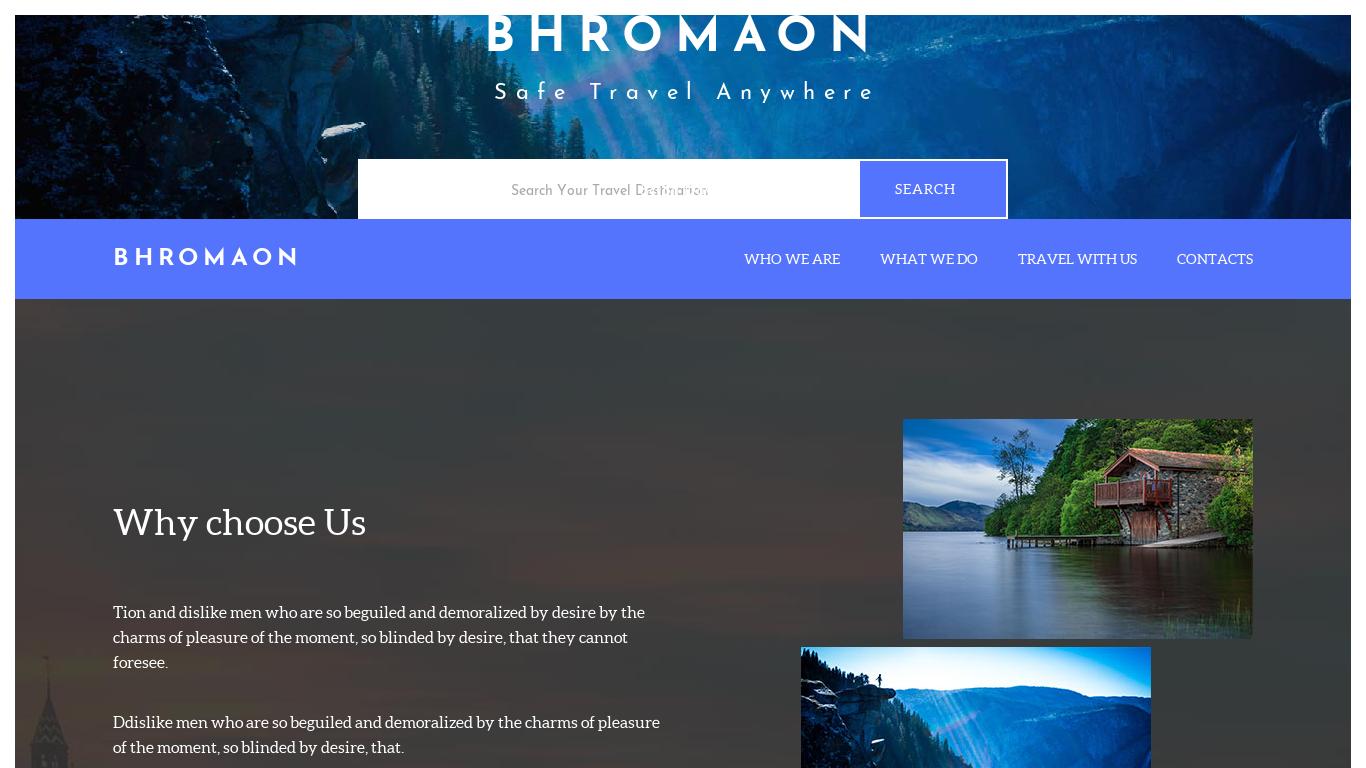 BHROMAON
Safe Travel Anywhere
Search Your Travel Destination
SEARCH
BHROMAON
WHO WE ARE
WHAT WE DO
TRAVEL WITH US
CONTACTS
Why choose Us
Tion and dislike men who are so beguiled and demoralized by desire by the
charms of pleasure of the moment, so blinded by desire, that they cannot
foresee.
Ddislike men who are so beguiled and demoralized by the charms of pleasure
of the moment, so blinded by desire, that.